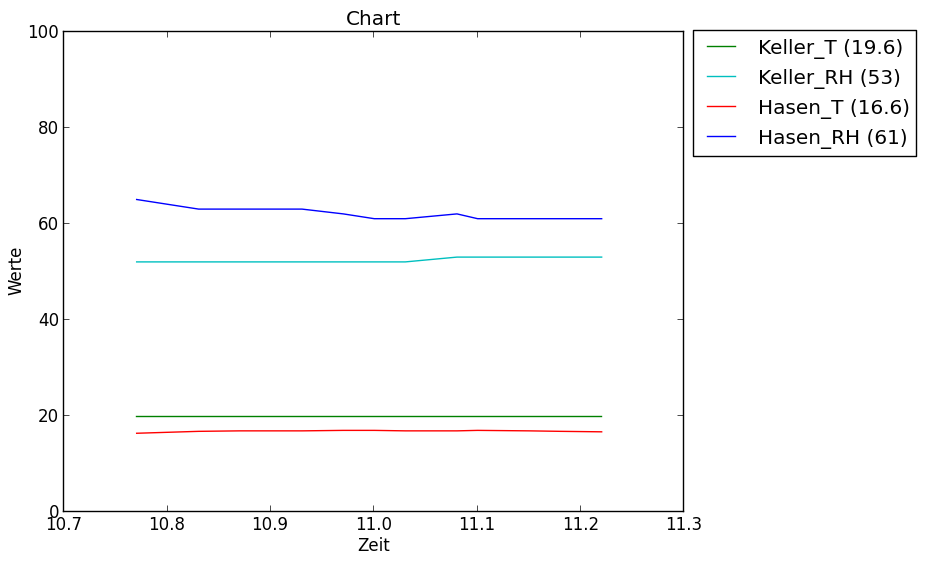 Chart
100
80
60
40
20
0
Werte
10.7 10.8 10.9 11.0 11.1 11.2 11.3
Zeit
Keller_T (19.6)
Keller_RH (53)
Hasen_T (16.6)
Hasen_RH (61)